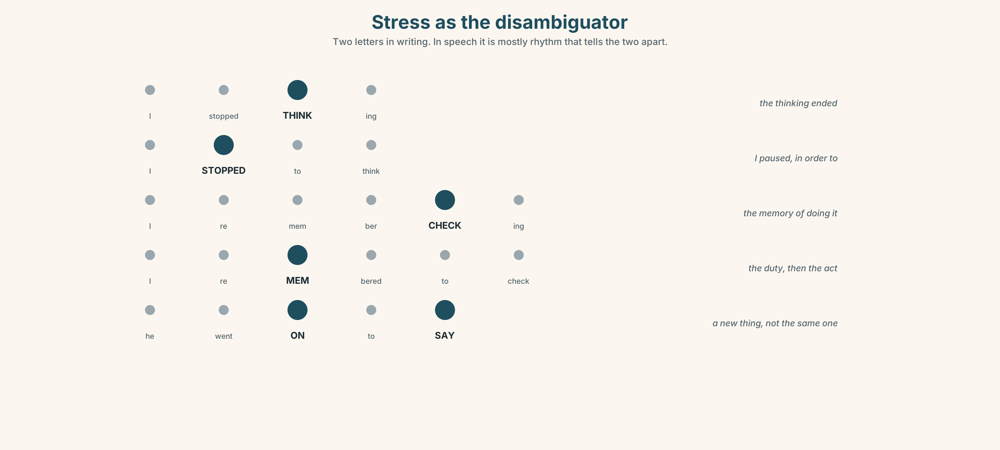 Stress as the disambiguator
Two letters in writing. In speech it is mostly rhythm that tells the two apart.
the thinking ended
I stopped THINK ing
I paused, in order to
I STOPPED to think
the memory of doing it
I re mem ber CHECK ing
the duty, then the act
I re MEM bered to check
a new thing, not the same one
he went ON to SAY